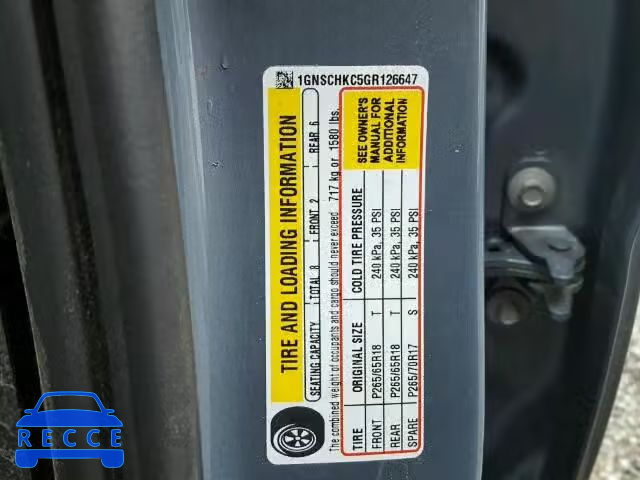 1GNSCHKC5GR126647
TIRE AND LOADING INFORMATION
SEATING CAPACITY TOTAL 8 FRONT 2 REAR 6
The combined weight of occupants and cargo should never exceed 717 kg or 1580 lbs.
TIRE ORIGINAL SIZE COLD TIRE PRESSURE
FRONT P265/65R18 T 240 kPa, 35 PSI
REAR P265/65R18 T 240 kPa, 35 PSI
SPARE P265/70R17 S 240 kPa, 35 PSI
SEE OWNER'S
MANUAL FOR
ADDITIONAL
INFORMATION
RECCE